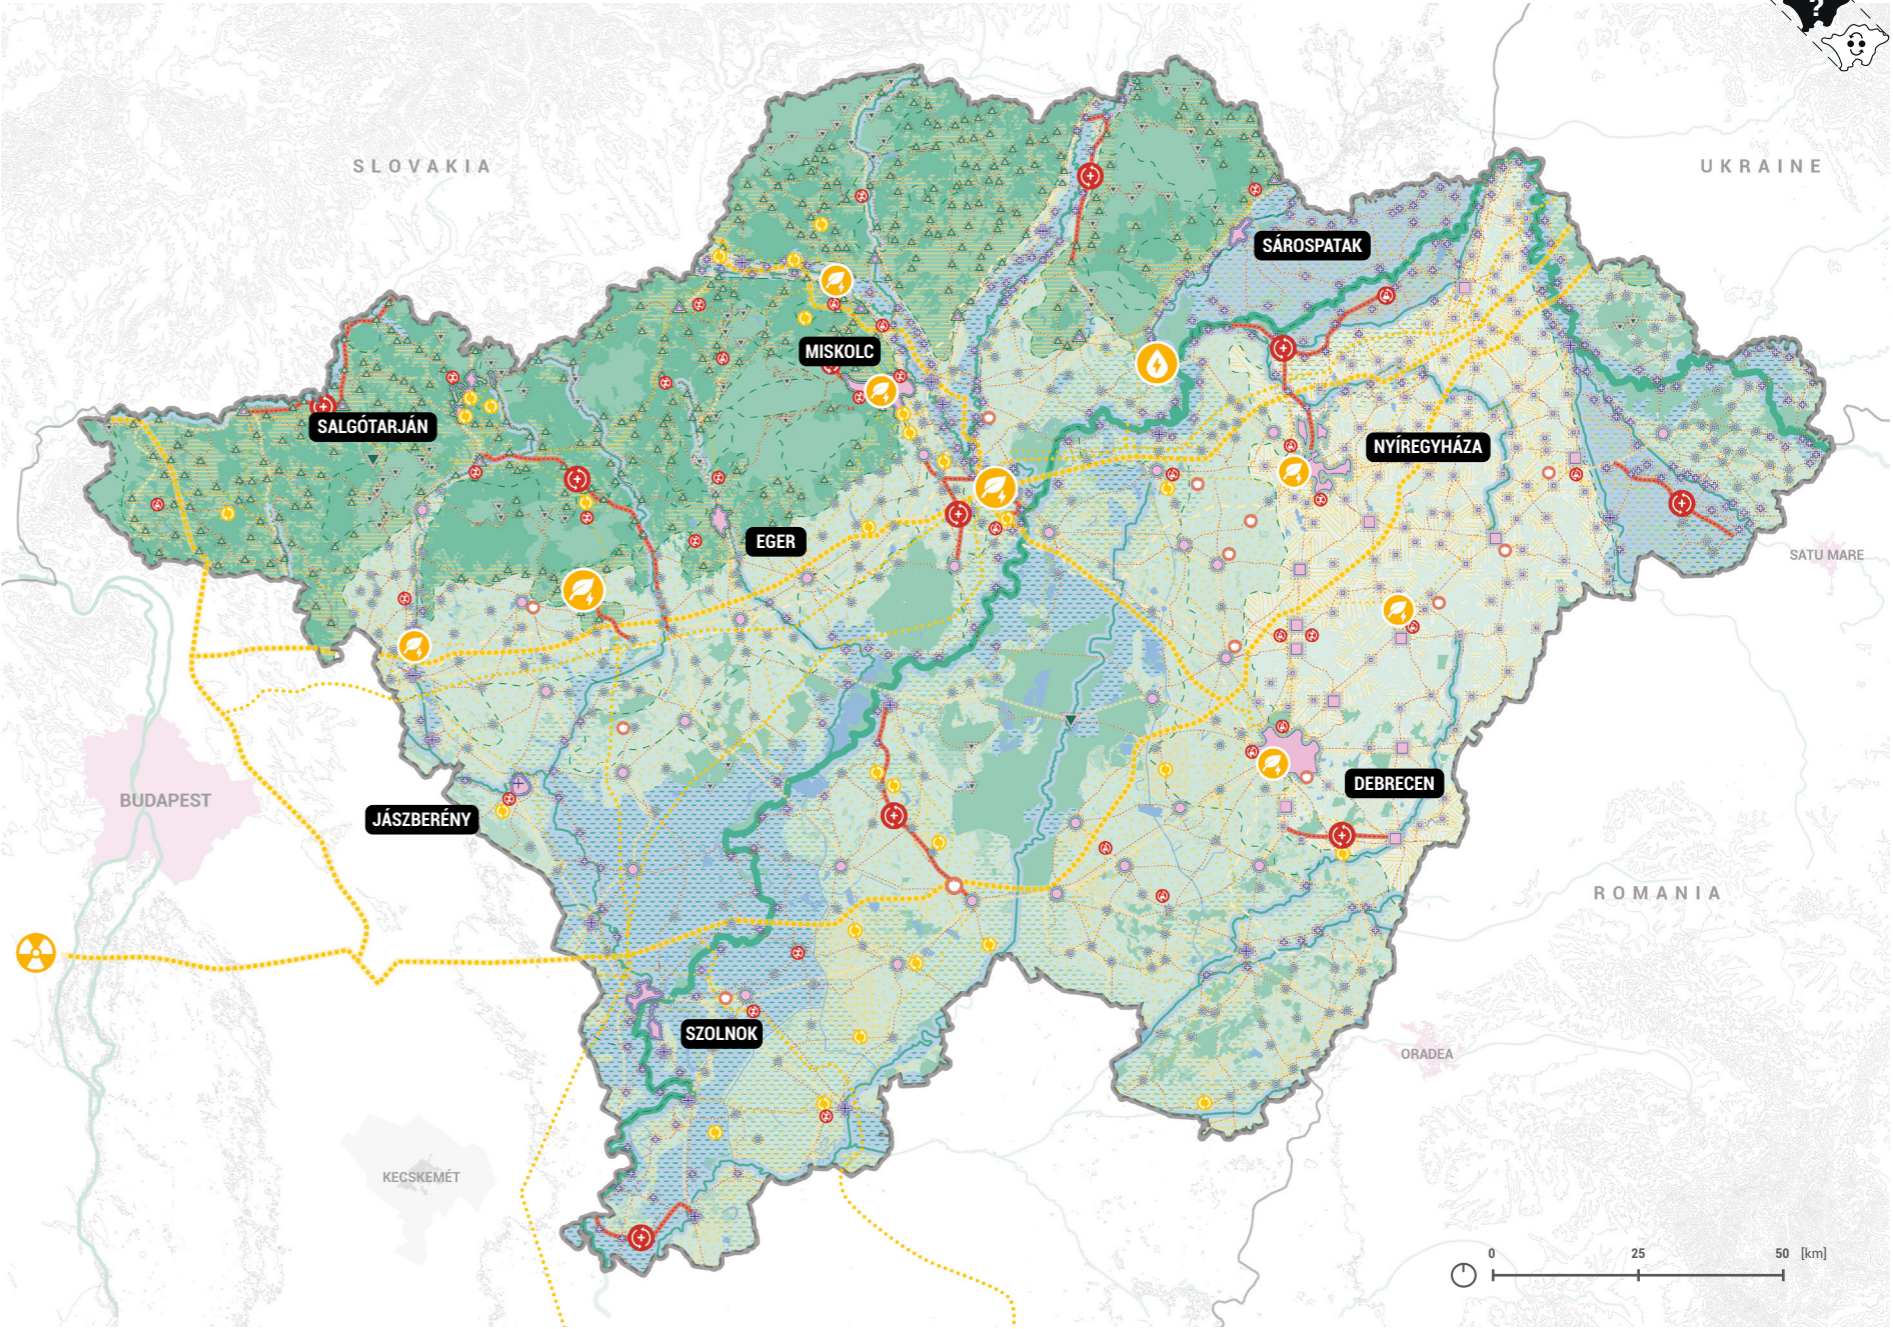 ?
SLOVAKIA
UKRAINE
SÁROSPATAK
MISKOLC
SALGÓTARJÁN
NYÍREGYHÁZA
EGER
SATU MARE
BUDAPEST
JÁSZBERÉNY
DEBRECEN
ROMANIA
SZOLNOK
ORADEA
KECSKEMÉT
0 25 50 [km]